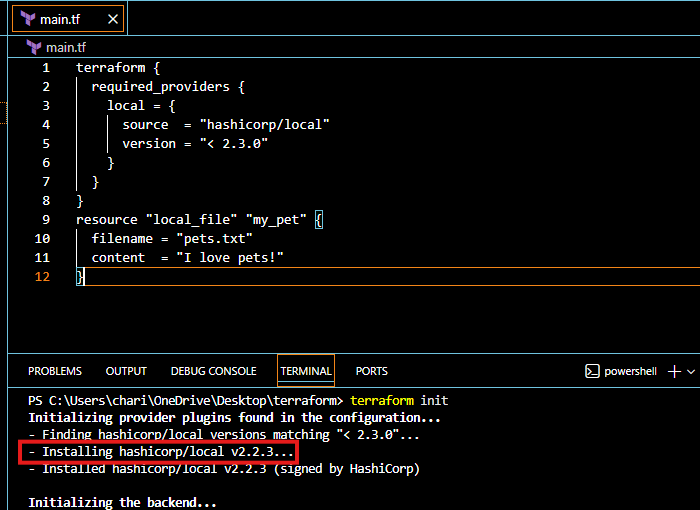 main.tf
main.tf
1 terraform {
2 required_providers {
3 local = {
4 source  = "hashicorp/local"
5 version = "< 2.3.0"
6 }
7 }
8 }
9 resource "local_file" "my_pet" {
10 filename = "pets.txt"
11 content  = "I love pets!"
12 }
PROBLEMS OUTPUT DEBUG CONSOLE TERMINAL PORTS powershell
PS C:\Users\chari\OneDrive\Desktop\terraform> terraform init
Initializing provider plugins found in the configuration...
- Finding hashicorp/local versions matching "< 2.3.0"...
- Installing hashicorp/local v2.2.3...
- Installed hashicorp/local v2.2.3 (signed by HashiCorp)
Initializing the backend...